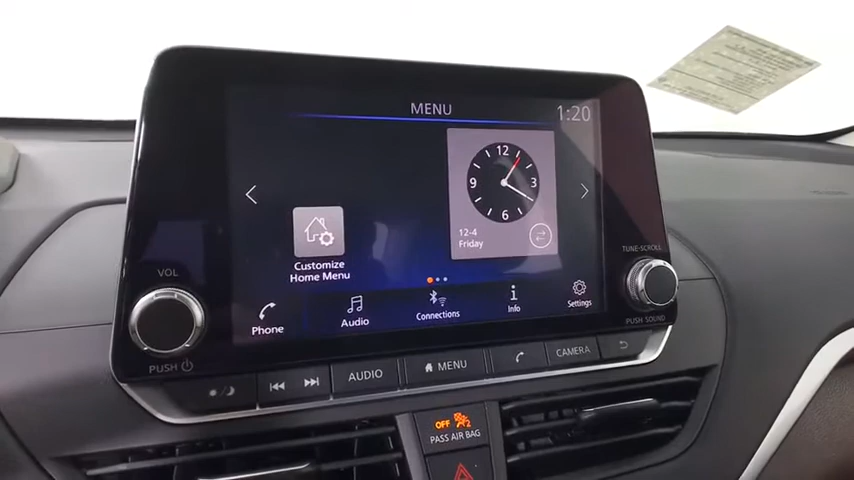 MENU
1:20
12
3
6
9
12-4
Friday
Customize
Home Menu
Phone
Audio
Connections
Info
Settings
VOL
PUSH
TUNE·SCROLL
PUSH SOUND
AUDIO
MENU
CAMERA
OFF
2
PASS AIR BAG